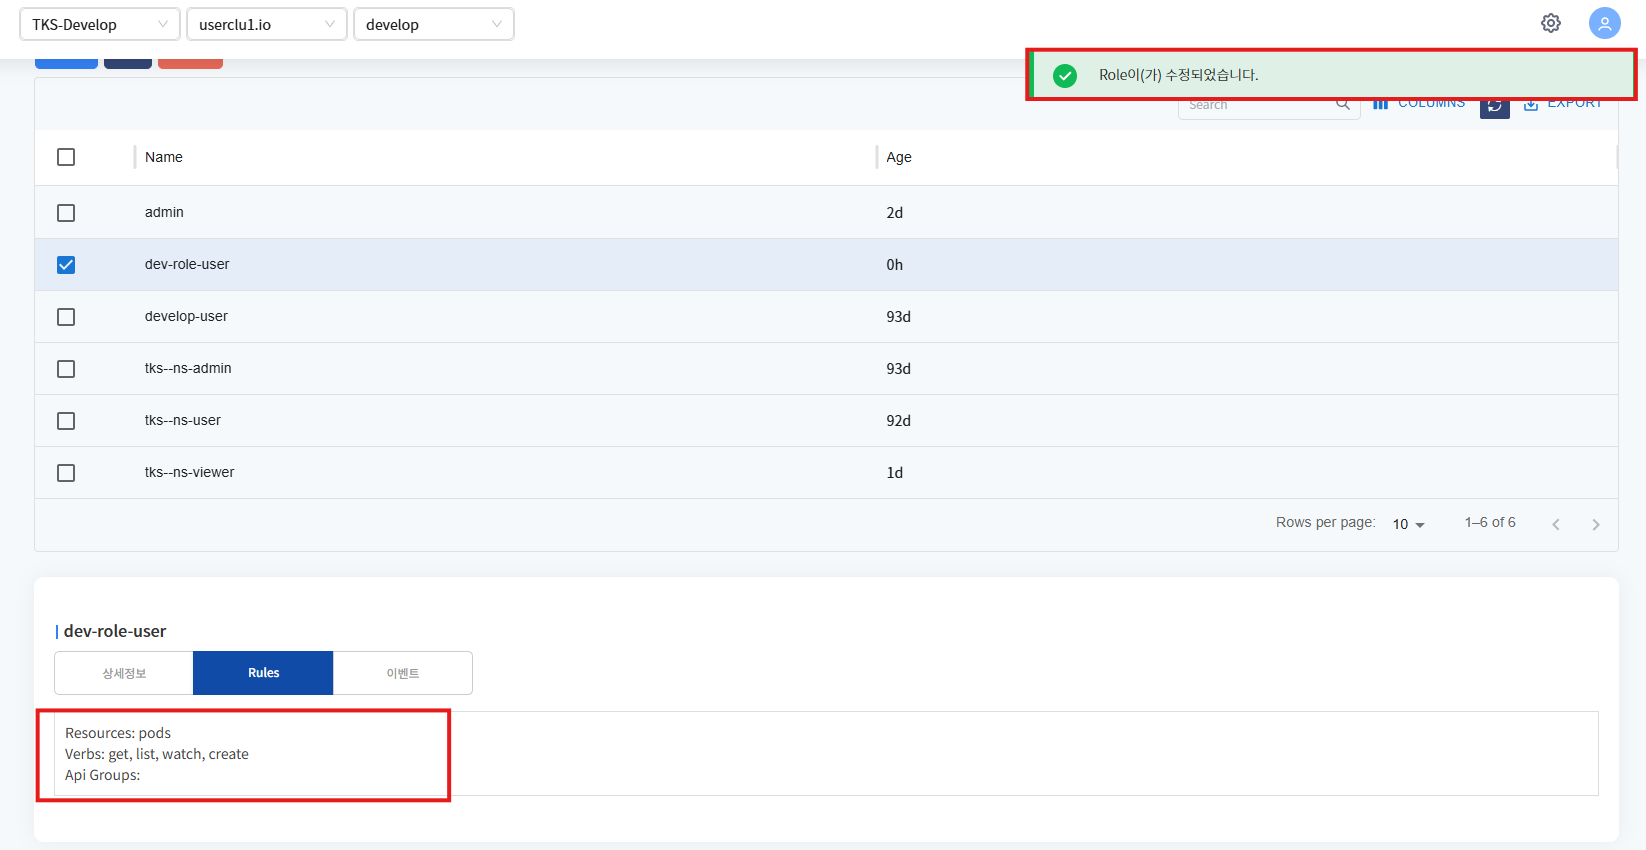 TKS-Develop userclu1.io develop
Role이(가) 수정되었습니다.
Search COLUMNS EXPORT
Name Age
admin 2d
dev-role-user 0h
develop-user 93d
tks--ns-admin 93d
tks--ns-user 92d
tks--ns-viewer 1d
Rows per page: 10 1–6 of 6
dev-role-user
상세정보 Rules 이벤트
Resources: pods
Verbs: get, list, watch, create
Api Groups: